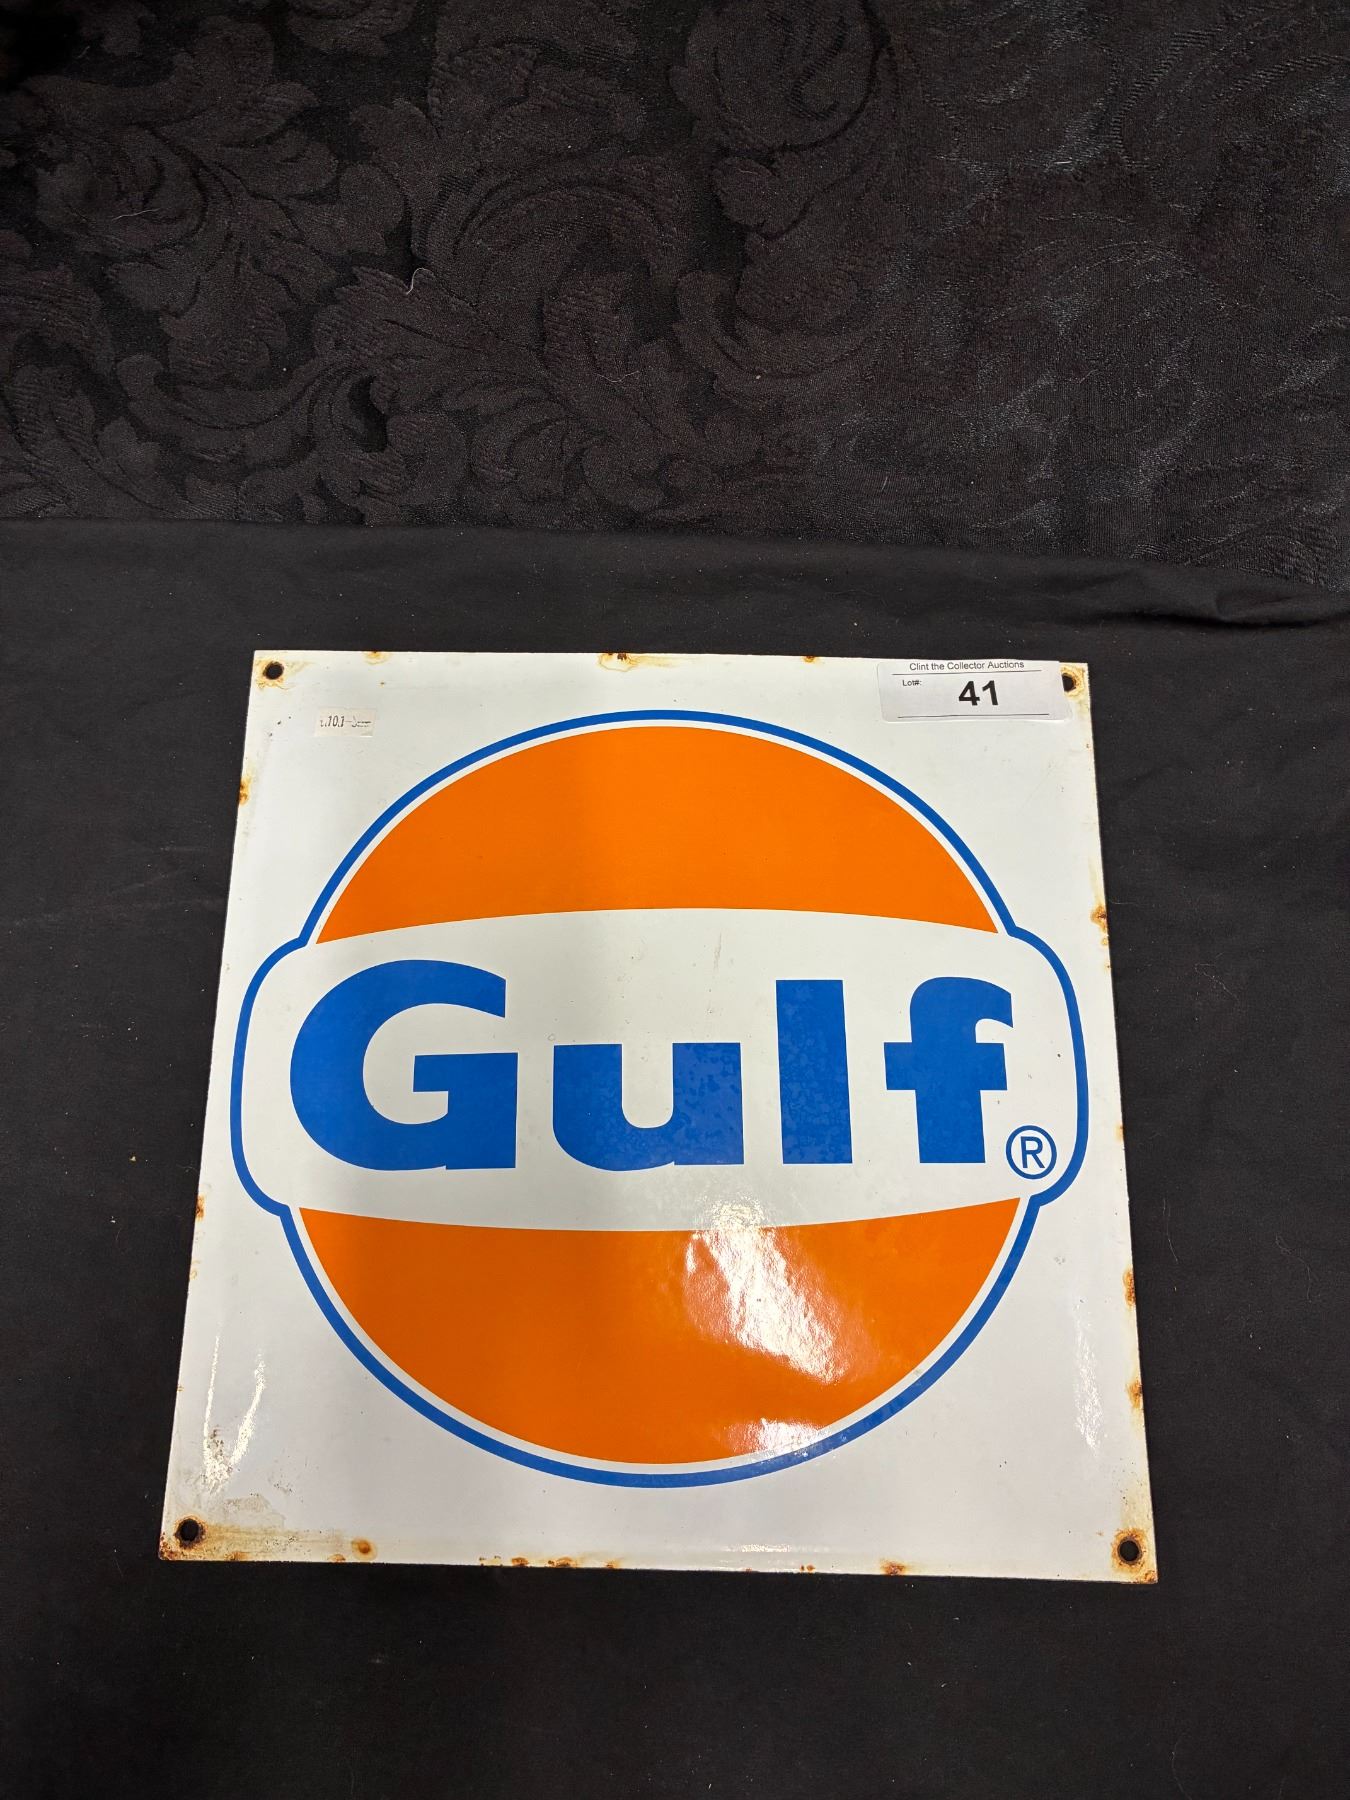 Clint the Collector Auctions
Lot#:
41
Gulf®